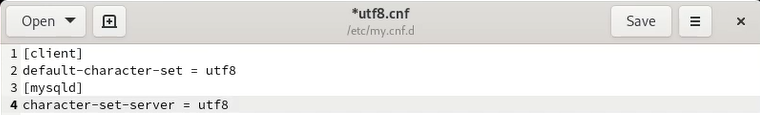 Open
*utf8.cnf
/etc/my.cnf.d
Save
1 [client]
2 default-character-set = utf8
3 [mysqld]
4 character-set-server = utf8